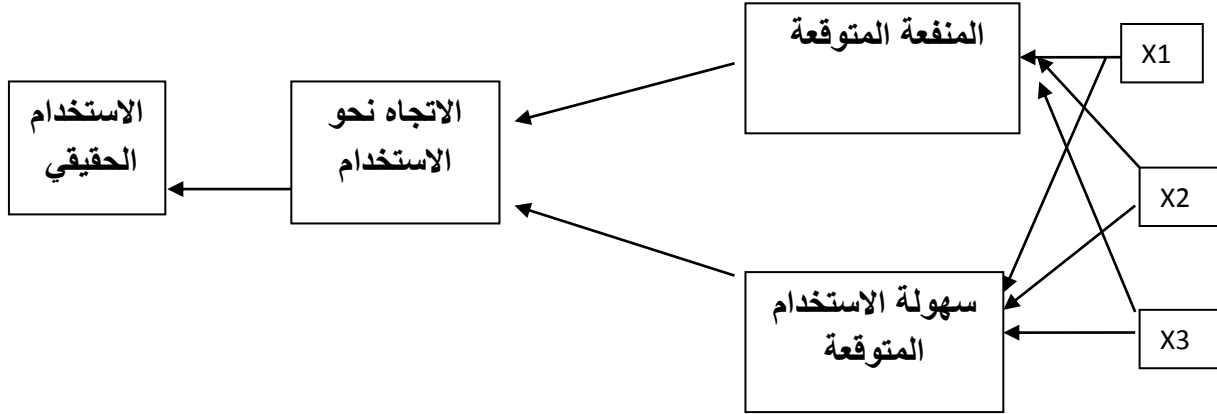 X1
X2
X3
المنفعة المتوقعة
سهولة الاستخدام
المتوقعة
الاتجاه نحو
الاستخدام
الاستخدام
الحقيقي